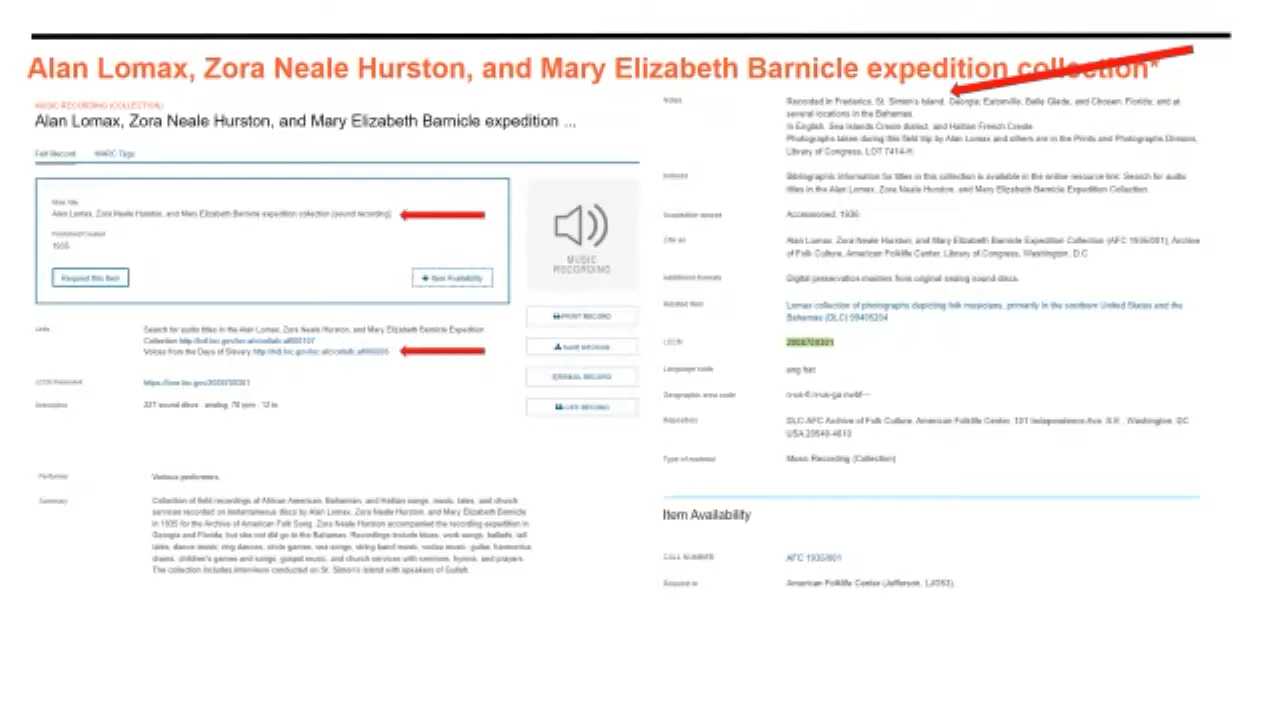 Alan Lomax, Zora Neale Hurston, and Mary Elizabeth Barnicle expedition collection*
MUSIC RECORDING (COLLECTION)
Alan Lomax, Zora Neale Hurston, and Mary Elizabeth Barnicle expedition ...
Full Record MARC Tags
Main Title
Alan Lomax, Zora Neale Hurston, and Mary Elizabeth Barnicle expedition collection [sound recording].
Published/Created
1935.
Request this Item
Item Availability
MUSIC
RECORDING
PRINT RECORD
SAVE RECORD
EMAIL RECORD
CITE RECORD
Links
Search for audio titles in the Alan Lomax, Zora Neale Hurston, and Mary Elizabeth Barnicle Expedition
Collection
Voices from the Days of Slavery
LCCN Permalink
https://lccn.loc.gov/2008700301
Description
sound discs : analog, 78 rpm ; 12 in.
Performer
Various performers.
Summary
Collection of field recordings of African American, Bahamian, and Haitian songs, music, tales, and church
services recorded on instantaneous discs by Alan Lomax, Zora Neale Hurston, and Mary Elizabeth Barnicle
in 1935 for the Archive of American Folk Song. Zora Neale Hurston accompanied the recording expedition in
Georgia and Florida, but she did not go to the Bahamas. Recordings include blues, work songs, ballads, tall
tales, dance music, ring dances, circle games, sea songs, string band music, vodou music, guitar, harmonica,
drums, children's games and songs, gospel music, and church services with sermons, hymns, and prayers.
The collection includes interviews conducted on St. Simon's Island with speakers of Gullah.
Notes
Recorded in Frederica, St. Simon's Island, Georgia; Eatonville, Belle Glade, and Chosen, Florida; and at
several locations in the Bahamas.
In English, Sea Islands Creole dialect, and Haitian French Creole.
Photographs taken during this field trip by Alan Lomax and others are in the Prints and Photographs Division,
Library of Congress, LOT 7414-H.
Indexes
Bibliographic information for titles in this collection is available in the online resource link: Search for audio
titles in the Alan Lomax, Zora Neale Hurston, and Mary Elizabeth Barnicle Expedition Collection.
Acquisition source
Accessioned, 1936.
Cite as
Alan Lomax, Zora Neale Hurston, and Mary Elizabeth Barnicle Expedition Collection (AFC 1935/001), Archive
of Folk Culture, American Folklife Center, Library of Congress, Washington, D.C.
Additional formats
Digital preservation masters from original analog sound discs.
Related item
Lomax collection of photographs depicting folk musicians, primarily in the southern United States and the
Bahamas (DLC) 99405204
LCCN
2008700301
Language code
eng hat
Geographic area code
Repository
DLC-AFC Archive of Folk Culture, American Folklife Center, 101 Independence Ave. S.E., Washington, DC
USA 20540-4610
Type of material
Music Recording (Collection)
Item Availability
CALL NUMBER
AFC 1935/001
Request in
American Folklife Center (Jefferson, LJG53)